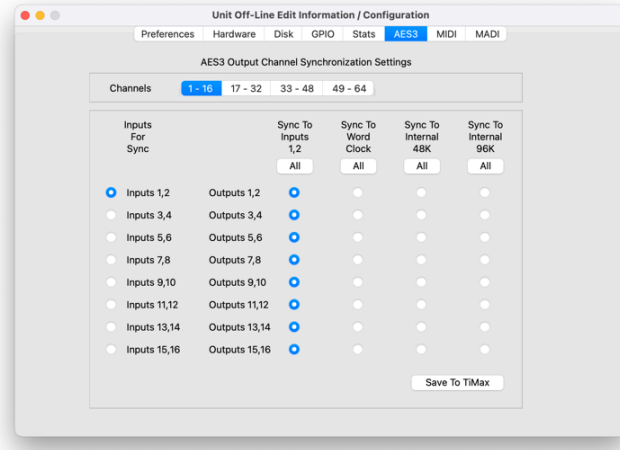 Unit Off-Line Edit Information / Configuration
Preferences Hardware Disk GPIO Stats AES3 MIDI MADI
AES3 Output Channel Synchronization Settings
Channels 1 - 16 17 - 32 33 - 48 49 - 64
Inputs For Sync
Sync To Inputs 1,2
Sync To Word Clock
Sync To Internal 48K
Sync To Internal 96K
All All All All
Inputs 1,2 Outputs 1,2
Inputs 3,4 Outputs 3,4
Inputs 5,6 Outputs 5,6
Inputs 7,8 Outputs 7,8
Inputs 9,10 Outputs 9,10
Inputs 11,12 Outputs 11,12
Inputs 13,14 Outputs 13,14
Inputs 15,16 Outputs 15,16
Save To TiMax